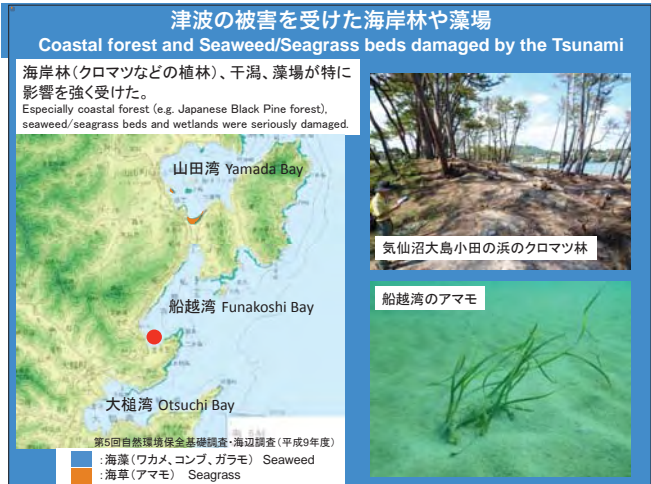 津波の被害を受けた海岸林や藻場
Coastal forest and Seaweed/Seagrass beds damaged by the Tsunami
海岸林(クロマツなどの植林)、干潟、藻場が特に
影響を強く受けた。
Especially coastal forest (e.g. Japanese Black Pine forest),
seaweed/seagrass beds and wetlands were seriously damaged.
山田湾 Yamada Bay
船越湾 Funakoshi Bay
大槌湾 Otsuchi Bay
第5回自然環境保全基礎調査・海辺調査(平成9年度)
:海藻(ワカメ、コンブ、ガラモ) Seaweed
:海草(アマモ) Seagrass
気仙沼大島小田の浜のクロマツ林
船越湾のアマモ